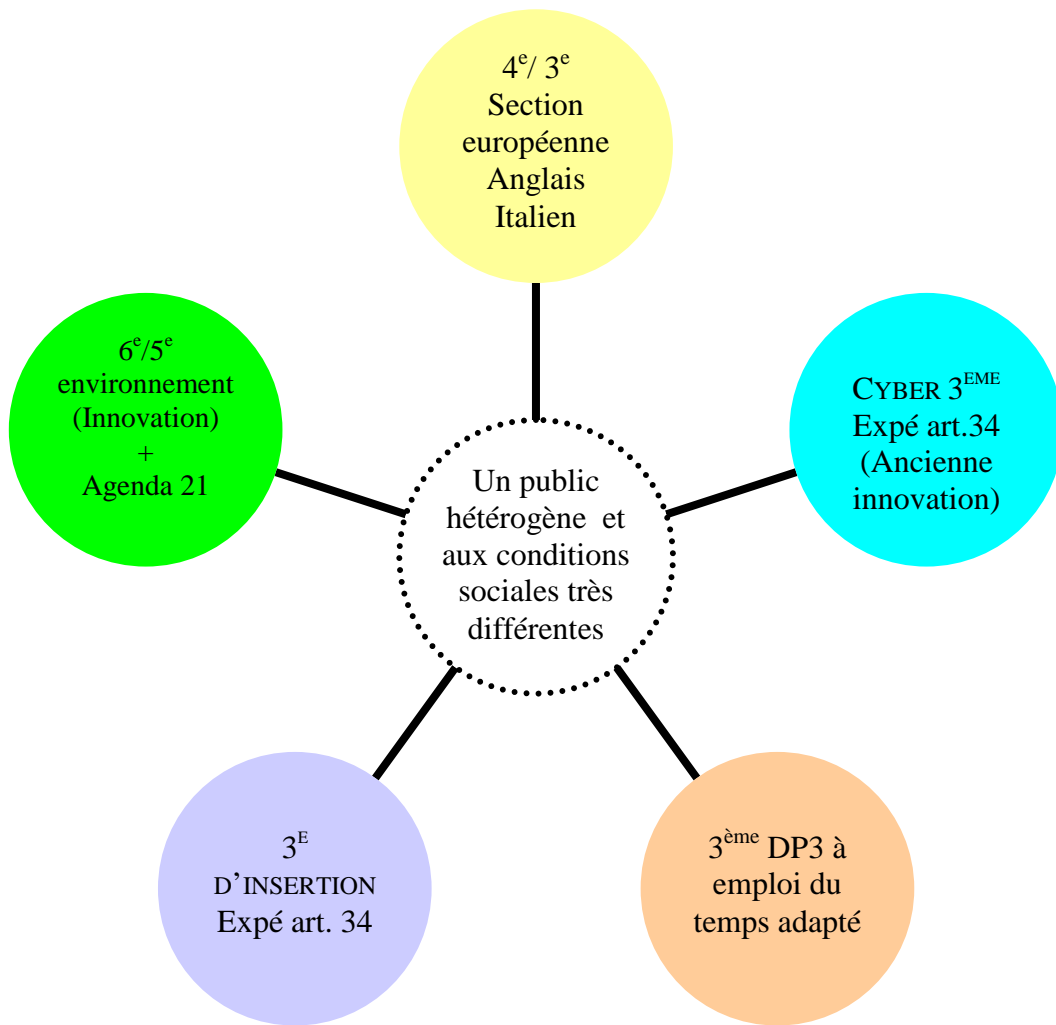 4e/ 3e
Section
européenne
Anglais
Italien
6e/5e
environnement
(Innovation)
+
Agenda 21
CYBER 3EME
Expé art.34
(Ancienne
innovation)
Un public
hétérogène et
aux conditions
sociales très
différentes
3E
D’INSERTION
Expé art. 34
3ème DP3 à
emploi du
temps adapté